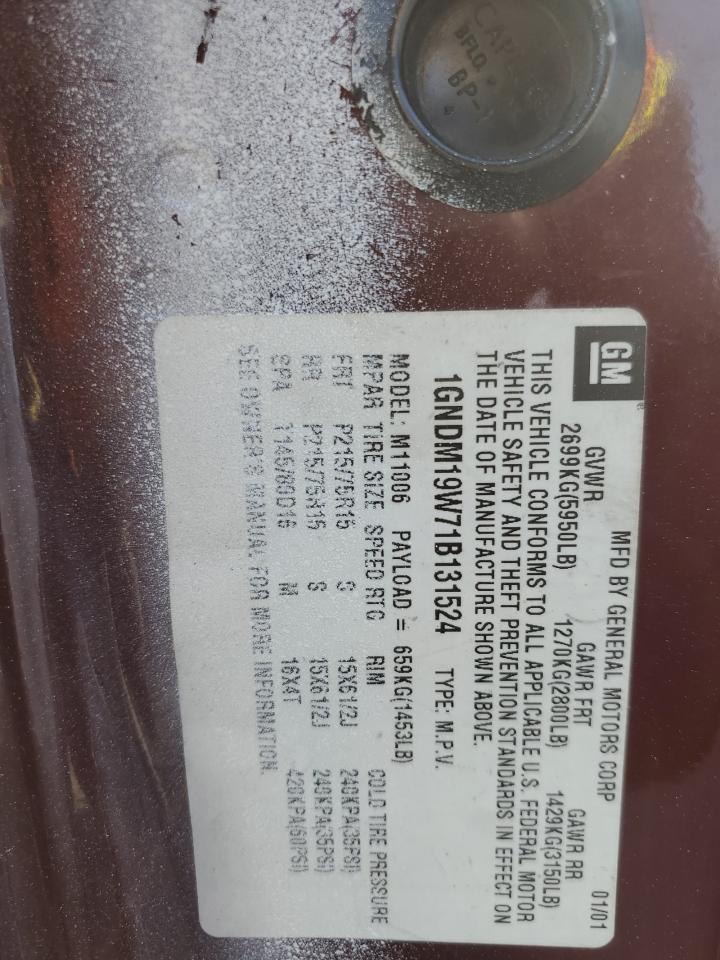 BFLO.
BP-
GM
MFD BY GENERAL MOTORS CORP 01/01
GVWR GAWR FRT GAWR RR
2699KG(5950LB) 1270KG(2800LB) 1429KG(3150LB)
THIS VEHICLE CONFORMS TO ALL APPLICABLE U.S. FEDERAL MOTOR
VEHICLE SAFETY AND THEFT PREVENTION STANDARDS IN EFFECT ON
THE DATE OF MANUFACTURE SHOWN ABOVE.
1GNDM19W71B131524 TYPE: M.P.V.
MODEL: M11006 PAYLOAD = 659KG(1453LB)
TIRE SIZE SPEED RTG RIM COLD TIRE PRESSURE
FRT P215/75R15 S 15X6 1/2J 240KPA(35PSI)
RR P215/75R15 S 15X6 1/2J 240KPA(35PSI)
SPA T145/80D16 M 16X4T 420KPA(60PSI)
SEE OWNER'S MANUAL FOR MORE INFORMATION.